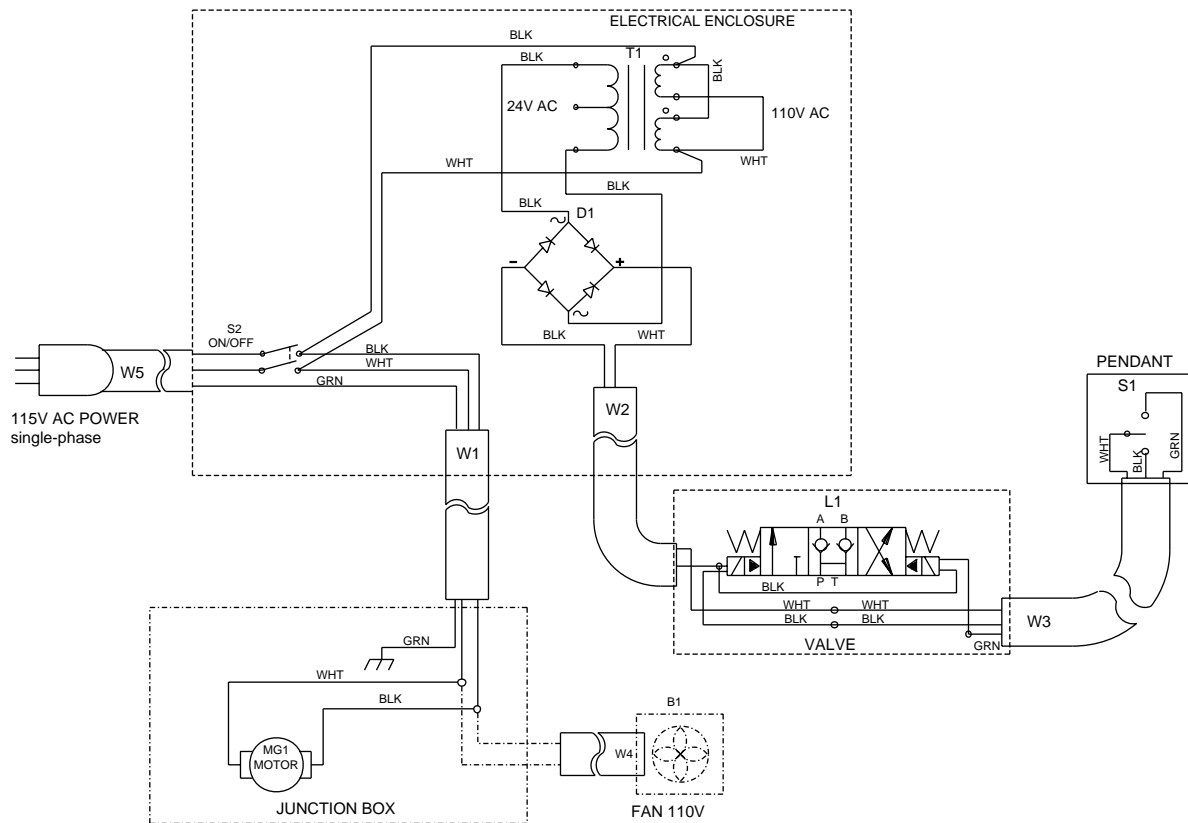 ELECTRICAL ENCLOSURE
BLK
BLK
T1
BLK
24V AC
110V AC
WHT
WHT
BLK
BLK
D1
-
+
S2
ON/OFF
BLK
WHT
BLK
WHT
GRN
W5
115V AC POWER
single-phase
W1
W2
PENDANT
S1
WHT
BLK
GRN
L1
A B
P T
BLK
WHT WHT
BLK BLK
W3
VALVE
GRN
GRN
WHT
BLK
B1
MG1
MOTOR
W4
JUNCTION BOX
FAN 110V